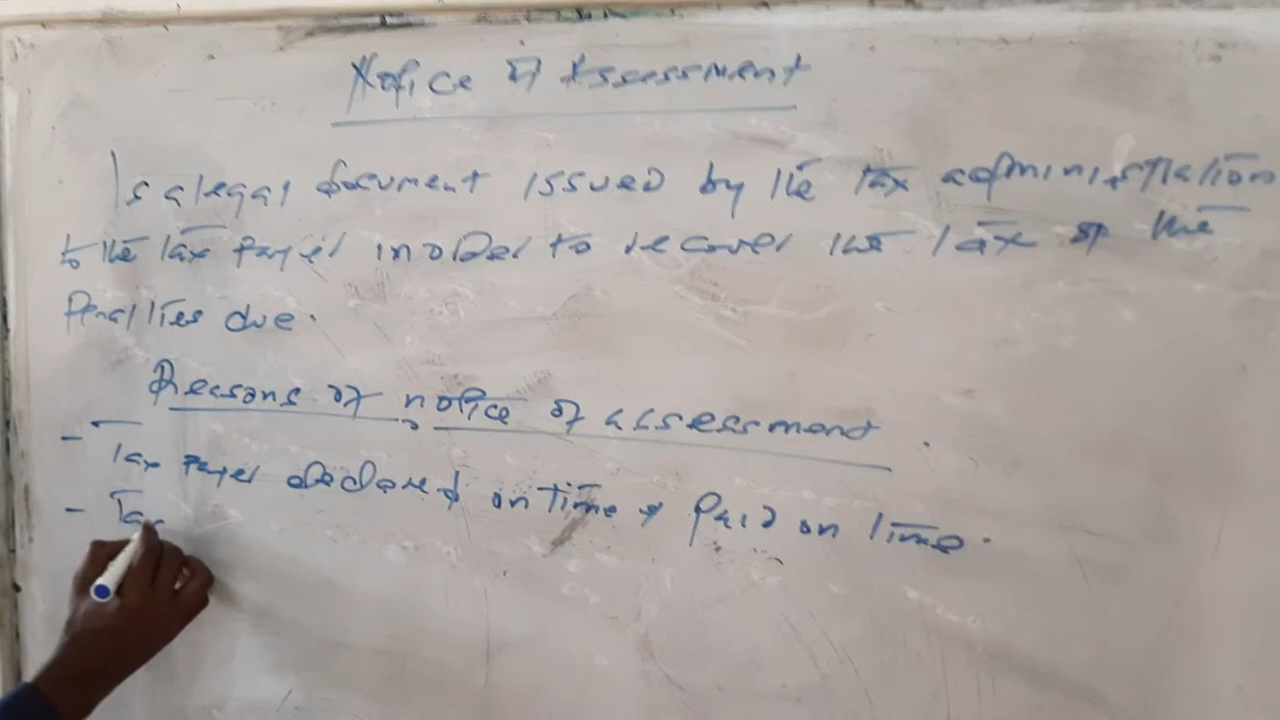 Notice of Assessment
Is a legal document issued by the tax administration
to the tax payer in order to recover the tax or the
Penalties due.
Reasons of notice of assessment
- Tax payer declared on time & paid on time.
- Tax